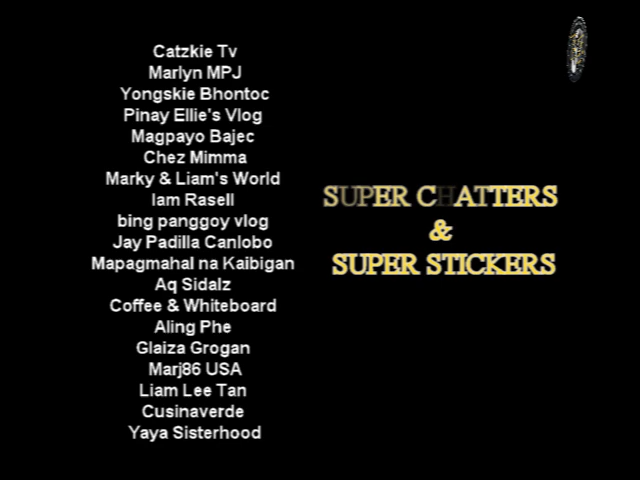 Catzkie Tv
Marlyn MPJ
Yongskie Bhontoc
Pinay Ellie's Vlog
Magpayo Bajec
Chez Mimma
Marky & Liam's World
Iam Rasell
bing panggoy vlog
Jay Padilla Canlobo
Mapagmahal na Kaibigan
Aq Sidalz
Coffee & Whiteboard
Aling Phe
Glaiza Grogan
Marj86 USA
Liam Lee Tan
Cusinaverde
Yaya Sisterhood
SUPER CHATTERS
&
SUPER STICKERS